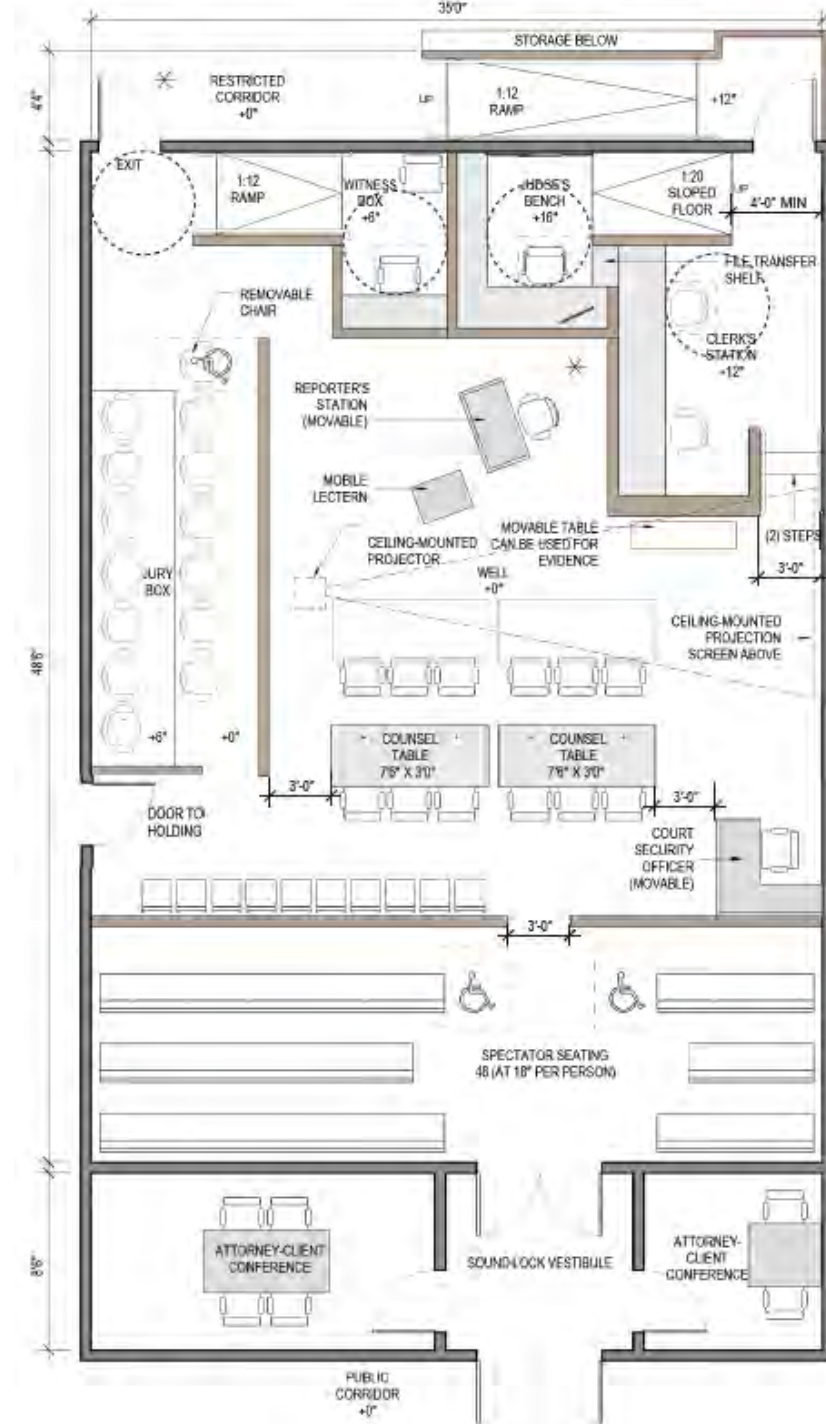 35'0"
STORAGE BELOW
4'4"
RESTRICTED
CORRIDOR
+0"
UP
1:12
RAMP
+12"
EXIT
1:12
RAMP
WITNESS
BOX
+6"
BENCH
+16"
1:20
SLOPED
FLOOR
UP
4'-0" MIN
FILE TRANSFER
SHELF
REMOVABLE
CHAIR
CLERK'S
STATION
+12"
REPORTER'S
STATION
(MOVABLE)
MOBILE
LECTERN
CEILING-MOUNTED
PROJECTOR
MOVABLE TABLE
CAN BE USED FOR
EVIDENCE
(2) STEPS
WELL
+0"
3'-0"
JURY
BOX
CEILING-MOUNTED
PROJECTION
SCREEN ABOVE
+6"
+0"
COUNSEL
TABLE
7'6" X 3'0"
COUNSEL
TABLE
7'6" X 3'0"
3'-0"
3'-0"
DOOR TO
HOLDING
COURT
SECURITY
OFFICER
(MOVABLE)
3'-0"
SPECTATOR SEATING
48 (AT 18" PER PERSON)
8'6"
ATTORNEY-CLIENT
CONFERENCE
SOUND-LOCK VESTIBULE
ATTORNEY-
CLIENT
CONFERENCE
PUBLIC
CORRIDOR
+0"